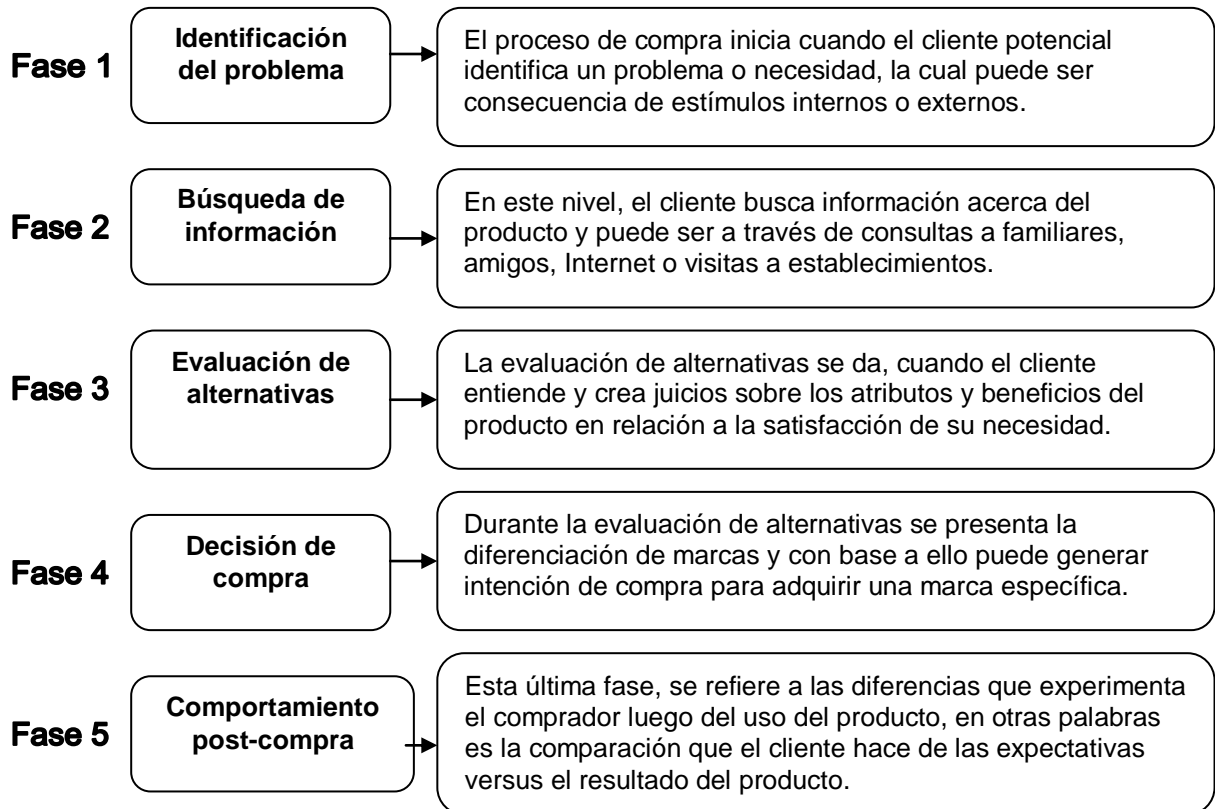 Fase 1
Identificación
del problema
El proceso de compra inicia cuando el cliente potencial
identifica un problema o necesidad, la cual puede ser
consecuencia de estímulos internos o externos.
Fase 2
Búsqueda de
información
En este nivel, el cliente busca información acerca del
producto y puede ser a través de consultas a familiares,
amigos, Internet o visitas a establecimientos.
Fase 3
Evaluación de
alternativas
La evaluación de alternativas se da, cuando el cliente
entiende y crea juicios sobre los atributos y beneficios del
producto en relación a la satisfacción de su necesidad.
Fase 4
Decisión de
compra
Durante la evaluación de alternativas se presenta la
diferenciación de marcas y con base a ello puede generar
intención de compra para adquirir una marca específica.
Fase 5
Comportamiento
post-compra
Esta última fase, se refiere a las diferencias que experimenta
el comprador luego del uso del producto, en otras palabras
es la comparación que el cliente hace de las expectativas
versus el resultado del producto.